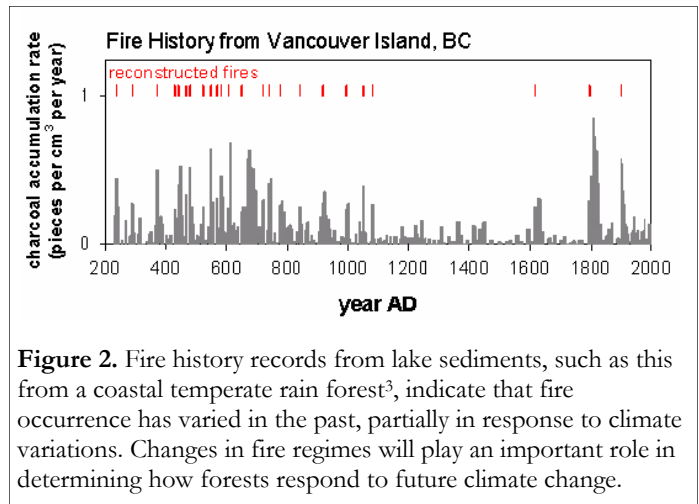 Fire History from Vancouver Island, BC
reconstructed fires
charcoal accumulation rate
(pieces per cm³ per year)
1
0
200 400 600 800 1000 1200 1400 1600 1800 2000
year AD
Figure 2. Fire history records from lake sediments, such as this
from a coastal temperate rain forest³, indicate that fire
occurrence has varied in the past, partially in response to climate
variations. Changes in fire regimes will play an important role in
determining how forests respond to future climate change.